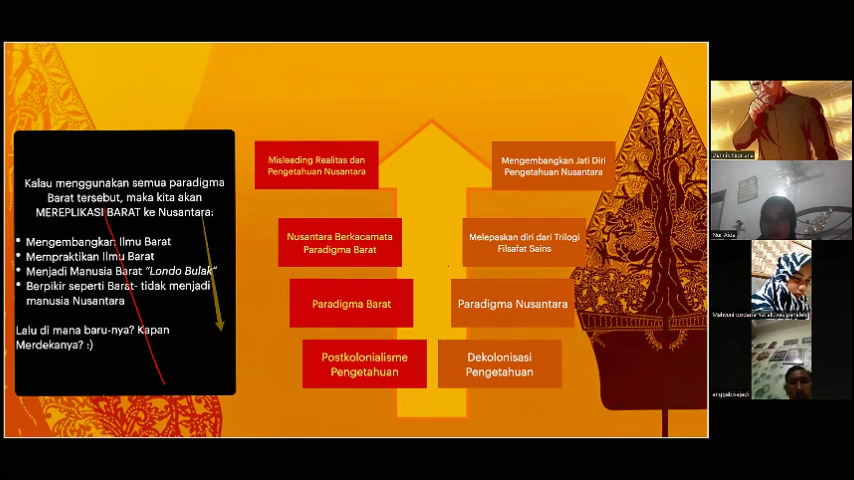 Kalau menggunakan semua paradigma
Barat tersebut, maka kita akan
MEREPLIKASI BARAT ke Nusantara:
• Mengembangkan Ilmu Barat
• Mempraktikan Ilmu Barat
• Menjadi Manusia Barat "Londo Bulak"
• Berpikir seperti Barat- tidak menjadi
manusia Nusantara
Lalu di mana baru-nya? Kapan
Merdekanya? :)
Misleading Realitas dan
Pengetahuan Nusantara
Mengembangkan Jati Diri
Pengetahuan Nusantara
Nusantara Berkacamata
Paradigma Barat
Melepaskan diri dari Trilogi
Filsafat Sains
Paradigma Barat
Paradigma Nusantara
Postkolonialisme
Pengetahuan
Dekolonisasi
Pengetahuan
Nur Aida